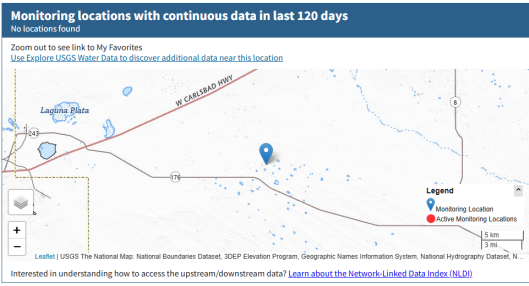 Monitoring locations with continuous data in last 120 days
No locations found
Zoom out to see link to My Favorites
Use Explore USGS Water Data to discover additional data near this location
W CARLSBAD HWY
8
Laguna Plata
243
176
Legend
Monitoring Location
Active Monitoring Locations
+
−
5 km
3 mi
Leaflet | USGS The National Map: National Boundaries Dataset, 3DEP Elevation Program, Geographic Names Information System, National Hydrography Dataset, N...
Interested in understanding how to access the upstream/downstream data? Learn about the Network-Linked Data Index (NLDI)